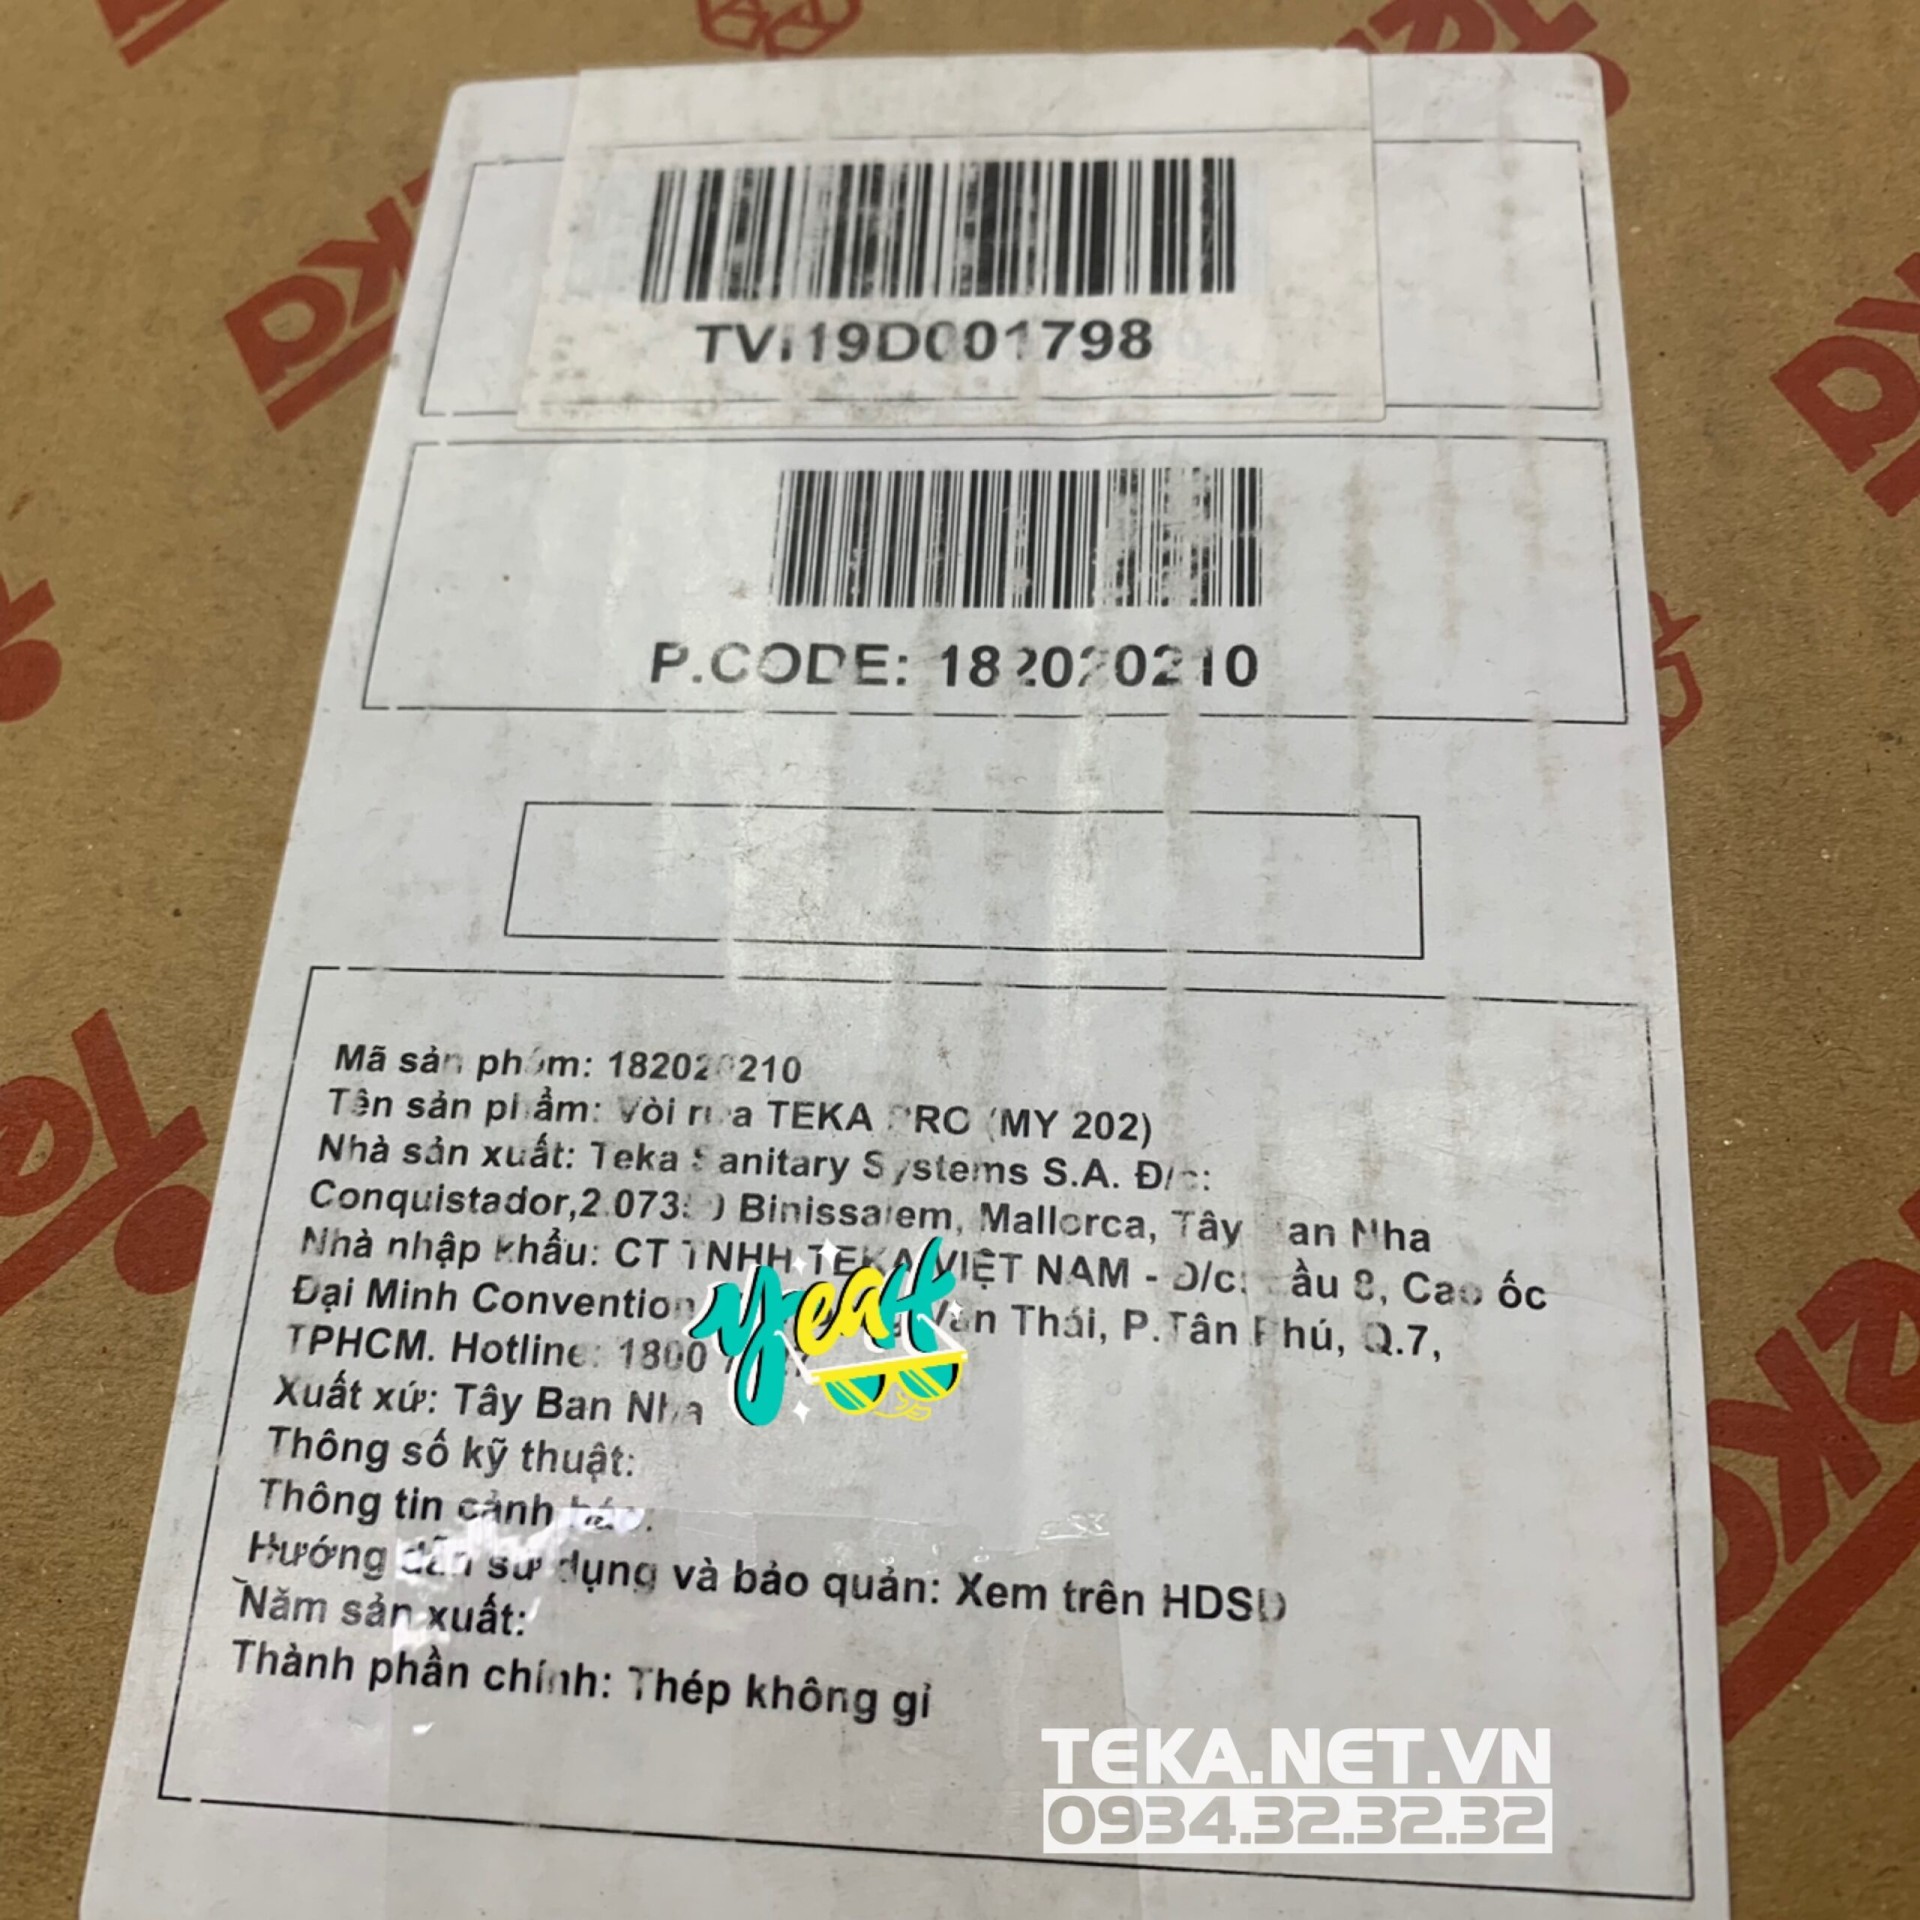 teka
TVI19D001798
P.CODE: 182020210
Mã sản phẩm: 182020210
Tên sản phẩm: Vòi rửa TEKA PRO (MY 202)
Nhà sản xuất: Teka Sanitary Systems S.A. Đ/c:
Conquistador,2.07350 Binissalem, Mallorca, Tây Ban Nha
Nhà nhập khẩu: CT TNHH TEKA VIỆT NAM - Đ/c: Lầu 8, Cao ốc
Đại Minh Convention Văn Thái, P.Tân Phú, Q.7,
TPHCM. Hotline: 1800
Xuất xứ: Tây Ban Nha
Thông số kỹ thuật:
Thông tin cảnh báo:
Hướng dẫn sử dụng và bảo quản: Xem trên HDSD
Năm sản xuất:
Thành phần chính: Thép không gỉ
yeah
TEKA.NET.VN
0934.32.32.32